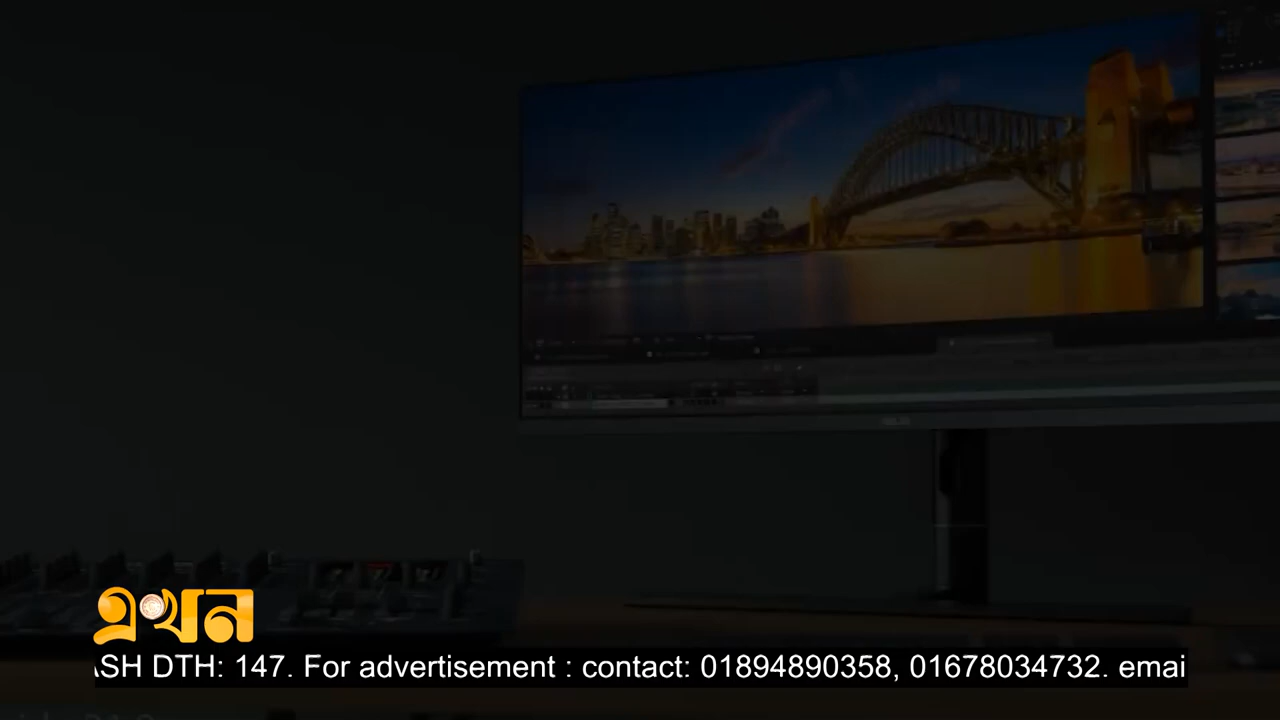 এখন
ASH DTH: 147. For advertisement : contact: 01894890358, 01678034732. emai